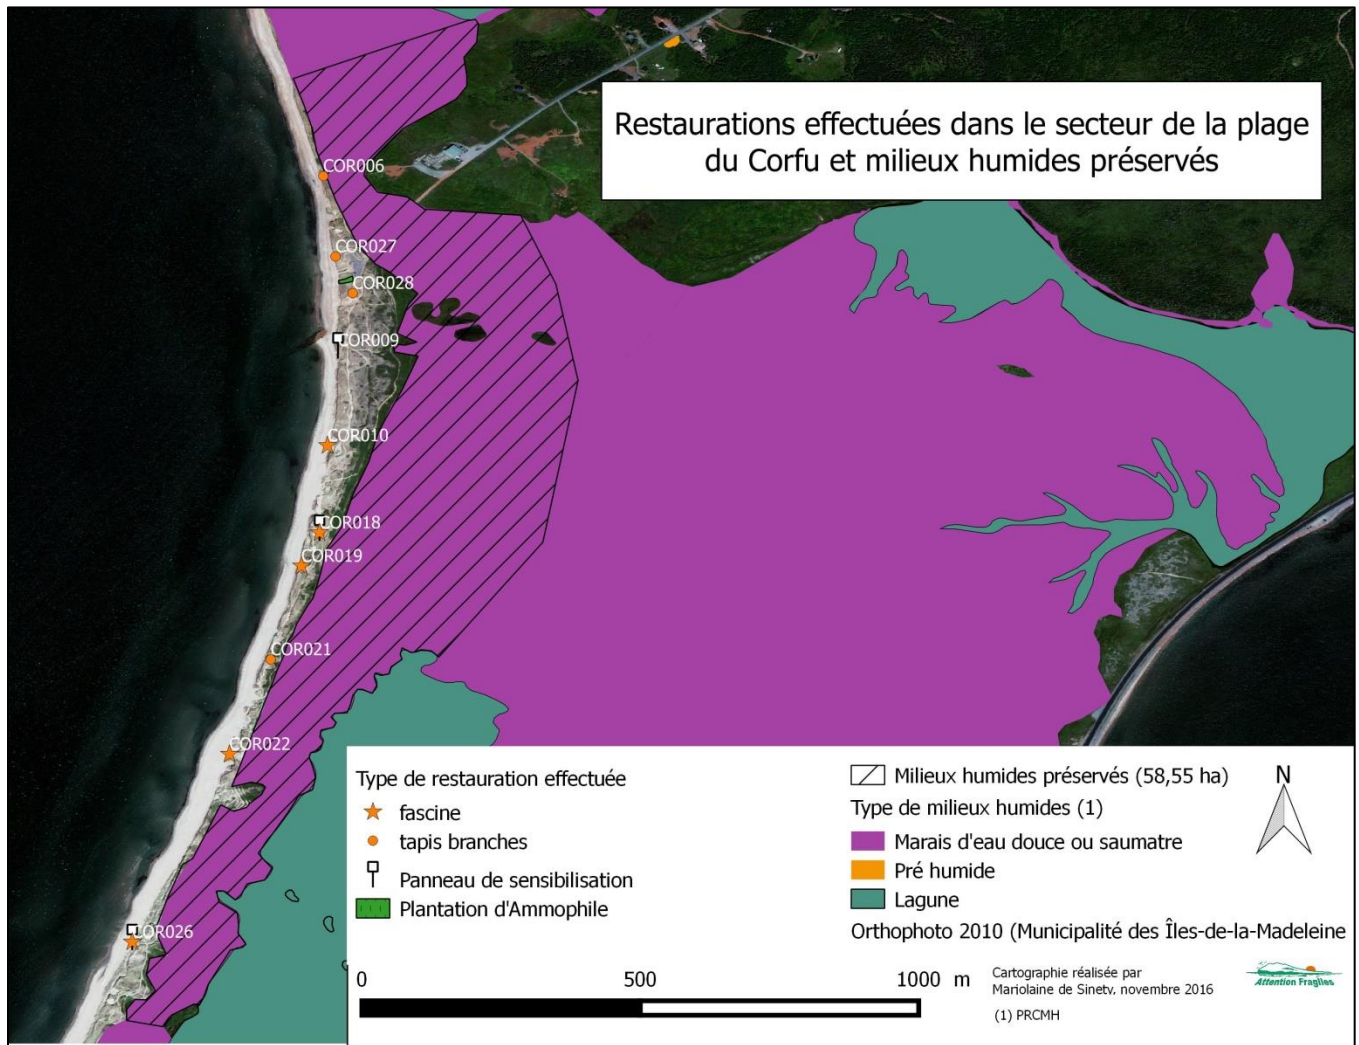 Restaurations effectuées dans le secteur de la plage
du Corfu et milieux humides préservés
COR006
COR027
COR028
COR009
COR010
COR018
COR019
COR021
COR022
COR026
Type de restauration effectuée
fascine
tapis branches
Panneau de sensibilisation
Plantation d'Ammophile
Milieux humides préservés (58,55 ha)
Type de milieux humides (1)
Marais d'eau douce ou saumatre
Pré humide
Lagune
Orthophoto 2010 (Municipalité des Îles-de-la-Madeleine
N
0 500 1000 m
Cartographie réalisée par
Mariolaine de Sinety, novembre 2016
(1) PRCMH
Attention Fragîles